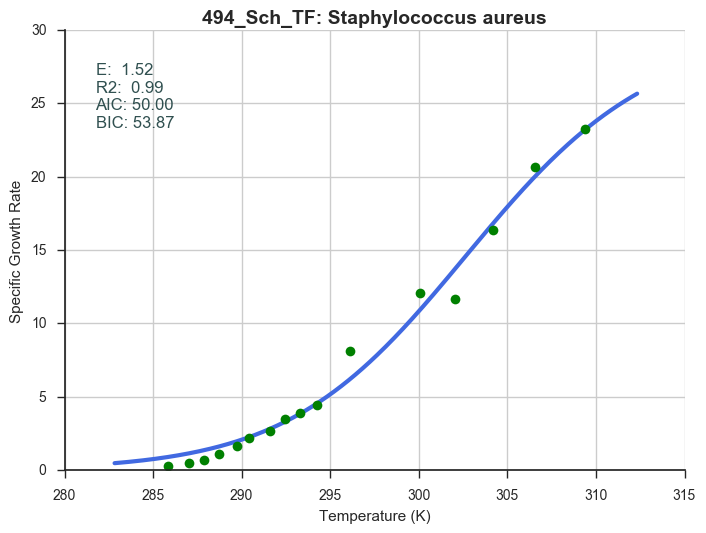 494_Sch_TF: Staphylococcus aureus
30
25
20
15
10
5
0
E: 1.52
R2: 0.99
AIC: 50.00
BIC: 53.87
Specific Growth Rate
280 285 290 295 300 305 310 315
Temperature (K)